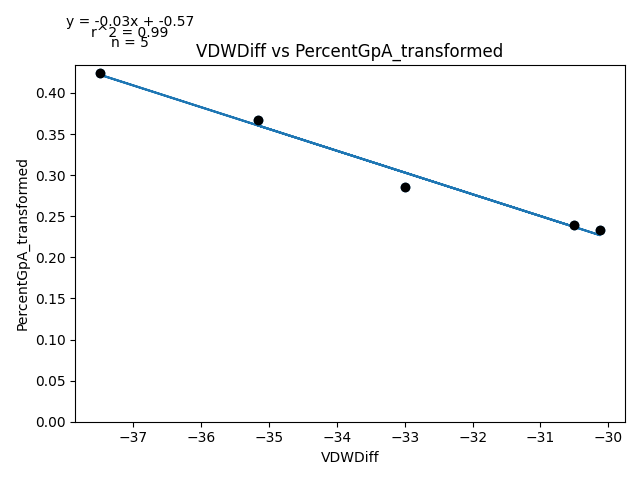 y = -0.03x + -0.57
r^2 = 0.99
n = 5
VDWDiff vs PercentGpA_transformed
PercentGpA_transformed
0.40
0.35
0.30
0.25
0.20
0.15
0.10
0.05
0.00
−37 −36 −35 −34 −33 −32 −31 −30
VDWDiff